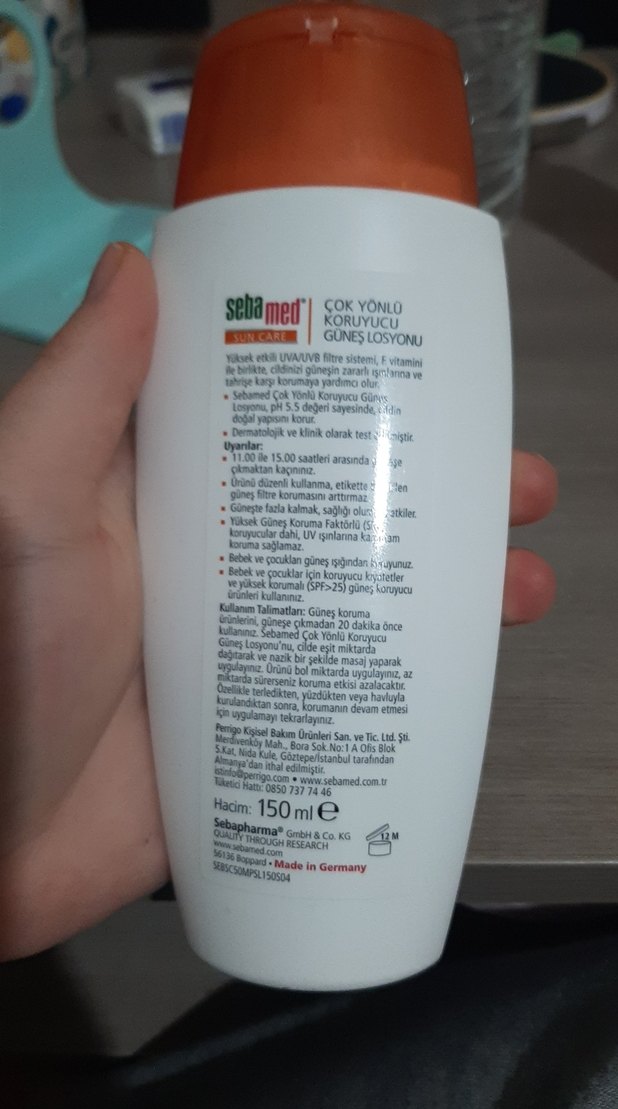 sebamed®
SUN CARE
ÇOK YÖNLÜ
KORUYUCU
GÜNEŞ LOSYONU
Yüksek etkili UVA/UVB filtre sistemi, E vitamini
ile birlikte, cildinizi güneşin zararlı ışınlarına ve
tahrişe karşı korumaya yardımcı olur.
▪ Sebamed Çok Yönlü Koruyucu Güneş
Losyonu, pH 5.5 değeri sayesinde, cildin
doğal yapısını korur.
▪ Dermatolojik ve klinik olarak test
Uyarılar:
▪ 11.00 ile 15.00 saatleri arasında
çıkmaktan kaçınınız.
▪ Ürünü düzenli kullanma, etikette
güneş filtre korumasını arttırmaz.
▪ Güneşte fazla kalmak, sağlığı
▪ Yüksek Güneş Koruma Faktörlü
koruyucular dahi, UV ışınlarına
koruma sağlamaz.
▪ Bebek ve çocukları güneş ışığından koruyunuz.
▪ Bebek ve çocuklar için koruyucu kıyafetler
ve yüksek korumalı (SPF>25) güneş koruyucu
ürünleri kullanınız.
Kullanım Talimatları: Güneş koruma
ürünlerini, güneşe çıkmadan 20 dakika önce
kullanınız. Sebamed Çok Yönlü Koruyucu
Güneş Losyonu'nu, cilde eşit miktarda
dağıtarak ve nazik bir şekilde masaj yaparak
uygulayınız. Ürünü bol miktarda uygulayınız, az
miktarda sürerseniz koruma etkisi azalacaktır.
Özellikle terledikten, yüzdükten veya havluyla
kurulandıktan sonra, korumanın devam etmesi
için uygulamayı tekrarlayınız.
Perrigo Kişisel Bakım Ürünleri San. ve Tic. Ltd. Şti.
Merdivenköy Mah., Bora Sok.No:1 A Ofis Blok
5.Kat, Nida Kule, Göztepe/İstanbul tarafından
Almanya'dan ithal edilmiştir.
istinfo@perrigo.com • www.sebamed.com.tr
Tüketici Hattı: 0850 737 74 46
Hacim: 150 ml e
Sebapharma® GmbH & Co. KG
QUALITY THROUGH RESEARCH
www.sebamed.com
56136 Boppard • Made in Germany
SEBSC50MPSL150S04
12 M